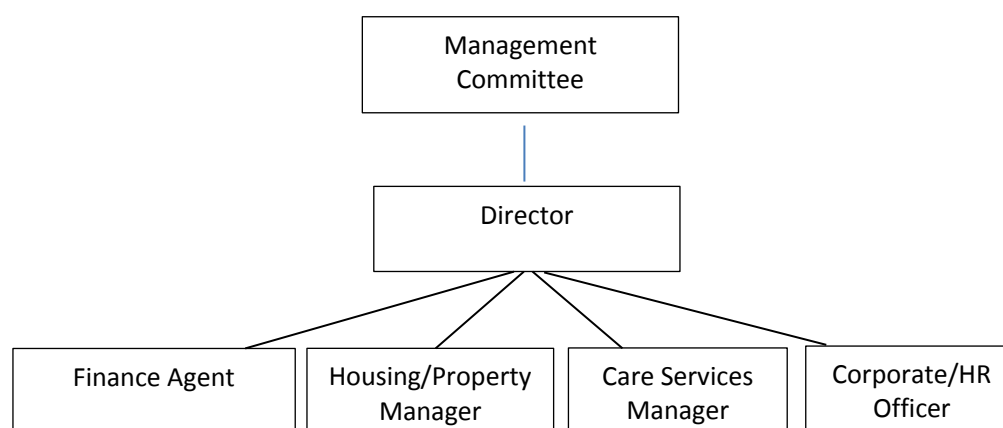 Management
Committee
Director
Finance Agent
Housing/Property
Manager
Care Services
Manager
Corporate/HR
Officer